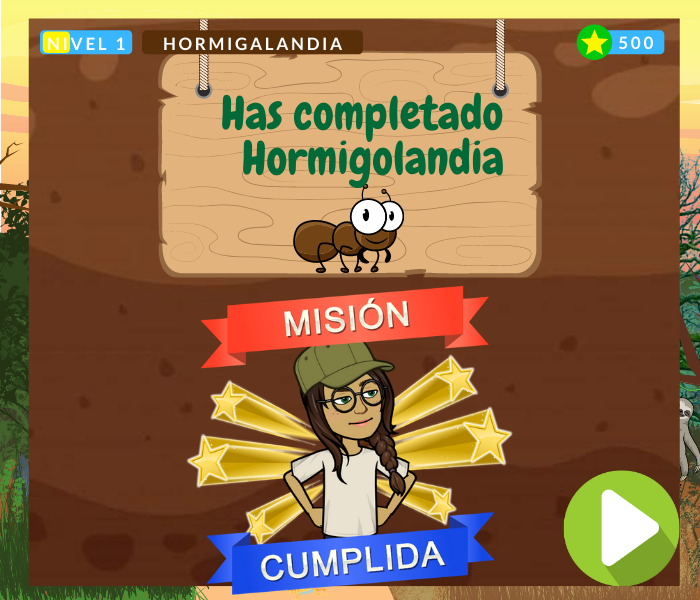 NIVEL 1
HORMIGALANDIA
500
Has completado
Hormigolandia
MISIÓN
CUMPLIDA